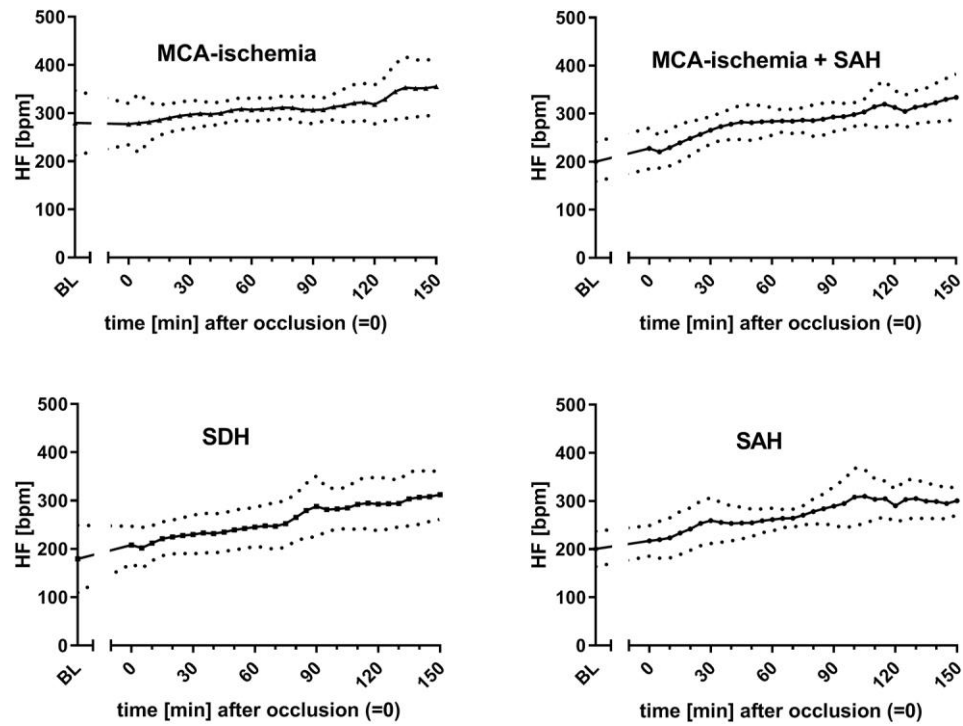 MCA-ischemia
HF [bpm]
500
400
300
200
100
0
BL 0 30 60 90 120 150
time [min] after occlusion (=0)
MCA-ischemia + SAH
HF [bpm]
500
400
300
200
100
0
BL 0 30 60 90 120 150
time [min] after occlusion (=0)
SDH
HF [bpm]
500
400
300
200
100
0
BL 0 30 60 90 120 150
time [min] after occlusion (=0)
SAH
HF [bpm]
500
400
300
200
100
0
BL 0 30 60 90 120 150
time [min] after occlusion (=0)